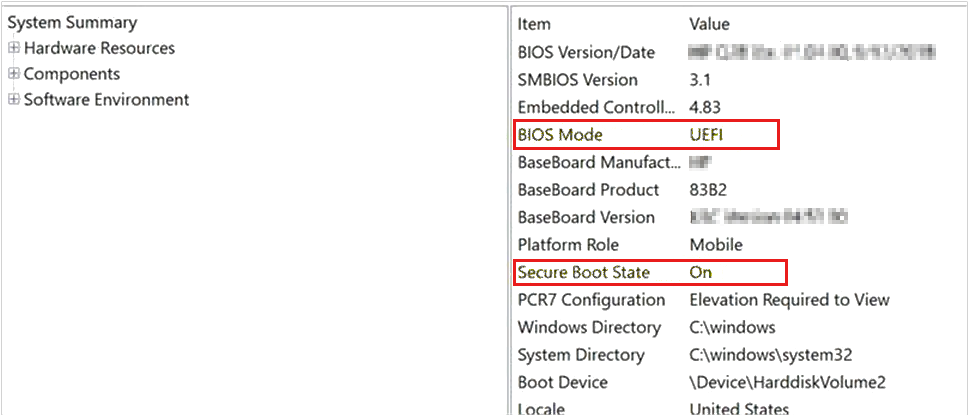 System Summary
Hardware Resources
Components
Software Environment
Item Value
BIOS Version/Date
SMBIOS Version 3.1
Embedded Controll... 4.83
BIOS Mode UEFI
BaseBoard Manufact...
BaseBoard Product 83B2
BaseBoard Version
Platform Role Mobile
Secure Boot State On
PCR7 Configuration Elevation Required to View
Windows Directory C:\windows
System Directory C:\windows\system32
Boot Device \Device\HarddiskVolume2
Locale United States